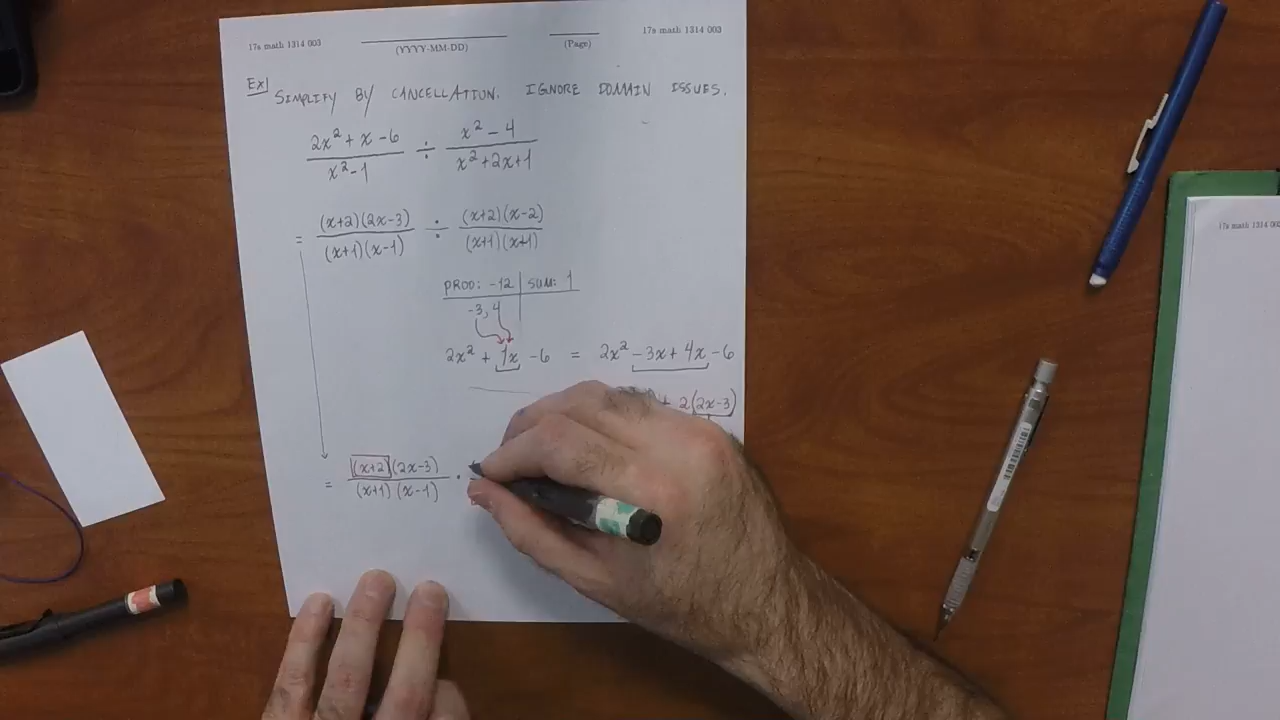 17s math 1314 003 (YYYY-MM-DD) (Page) 17s math 1314 003
Ex| SIMPLIFY BY CANCELLATION. IGNORE DOMAIN ISSUES.
2x² + x - 6 / x² - 1 ÷ x² - 4 / x² + 2x + 1
= (x+2)(2x-3) / (x+1)(x-1) ÷ (x+2)(x-2) / (x+1)(x+1)
PROD: -12 | SUM: 1
-3, 4
2x² + 1x - 6 = 2x² - 3x + 4x - 6
+ 2(2x-3)
= (x+2)(2x-3) / (x+1)(x-1) ·
17s math 1314 00